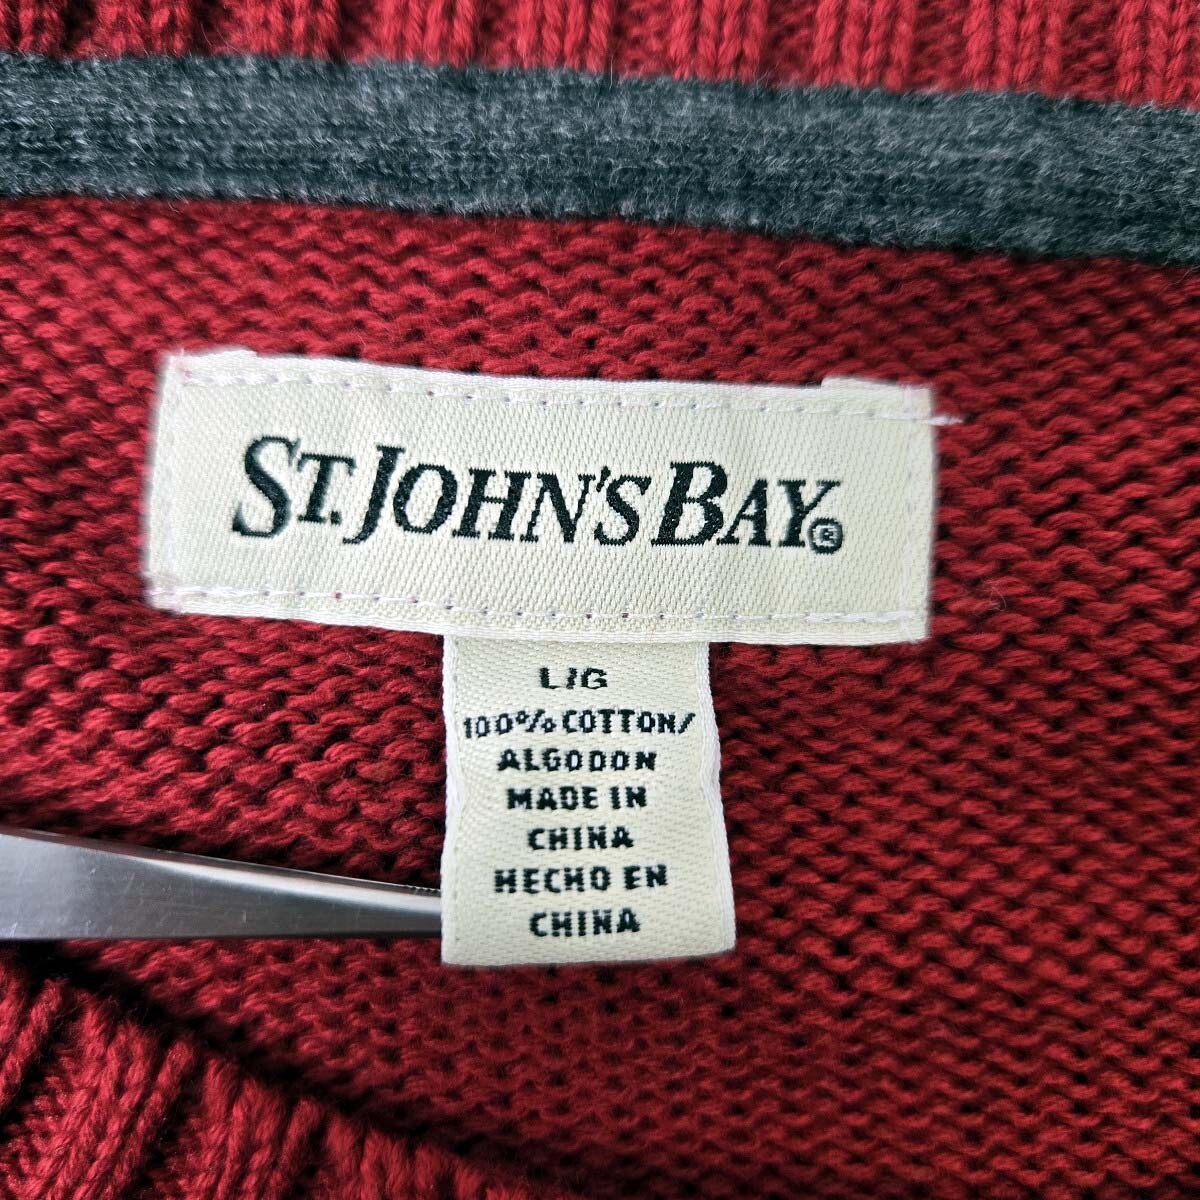 ST. JOHN'S BAY®
L/G
100% COTTON/
ALGODON
MADE IN
CHINA
HECHO EN
CHINA